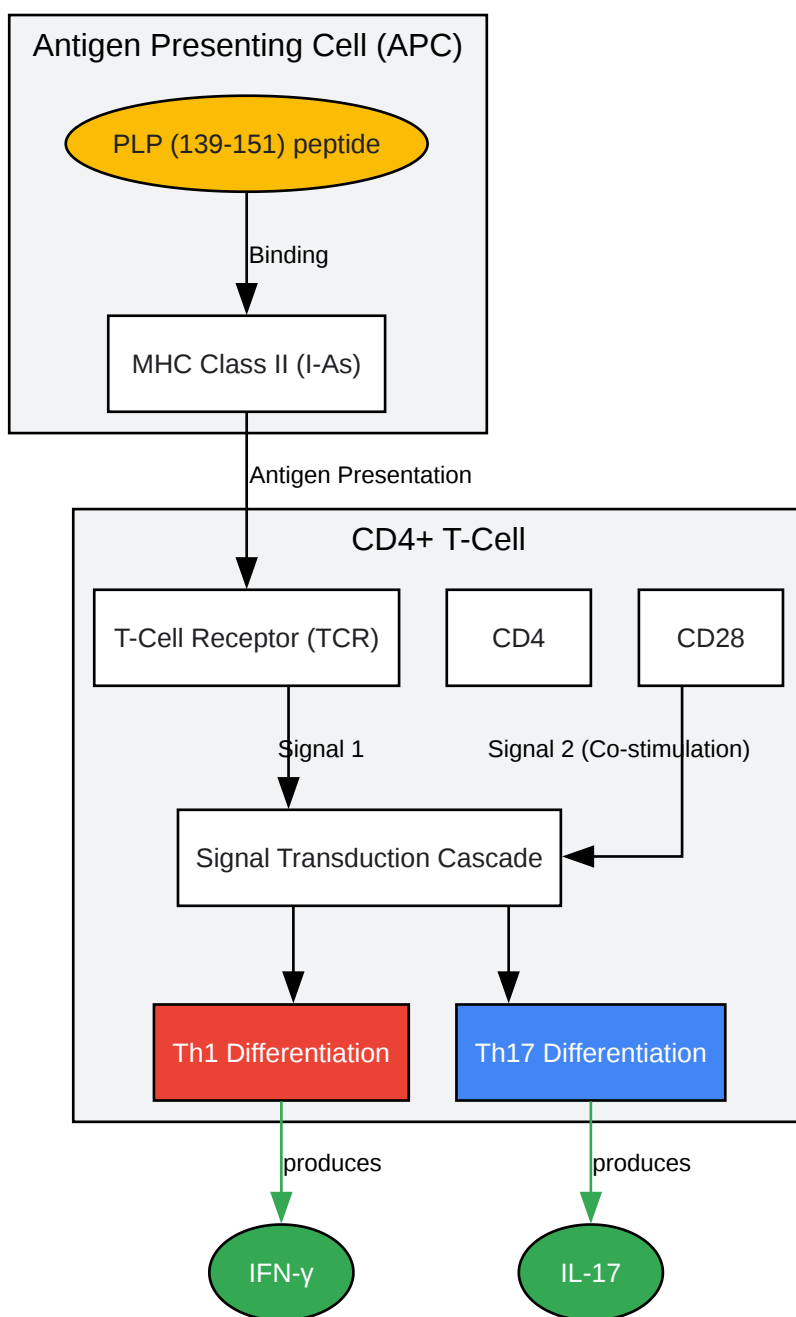 Antigen Presenting Cell (APC)
PLP (139-151) peptide
Binding
MHC Class II (I-As)
Antigen Presentation
CD4+ T-Cell
T-Cell Receptor (TCR)
CD4
CD28
Signal 1
Signal 2 (Co-stimulation)
Signal Transduction Cascade
Th1 Differentiation
Th17 Differentiation
produces
produces
IFN-γ
IL-17